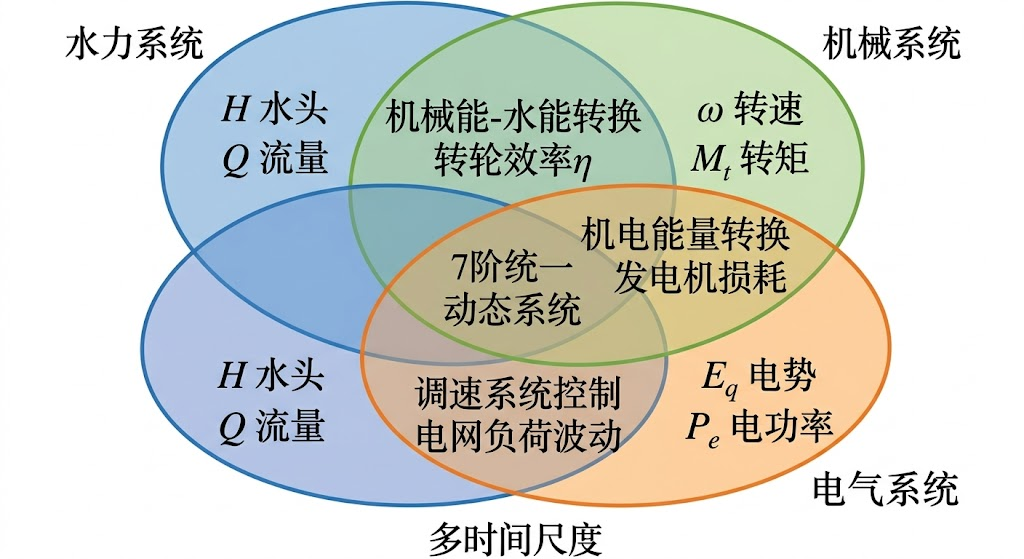 水力系统
机械系统
H 水头
Q 流量
机械能-水能转换
转轮效率η
ω 转速
Mt 转矩
机电能量转换
发电机损耗
7阶统一
动态系统
H 水头
Q 流量
调速系统控制
电网负荷波动
Eq 电势
Pe 电功率
电气系统
多时间尺度